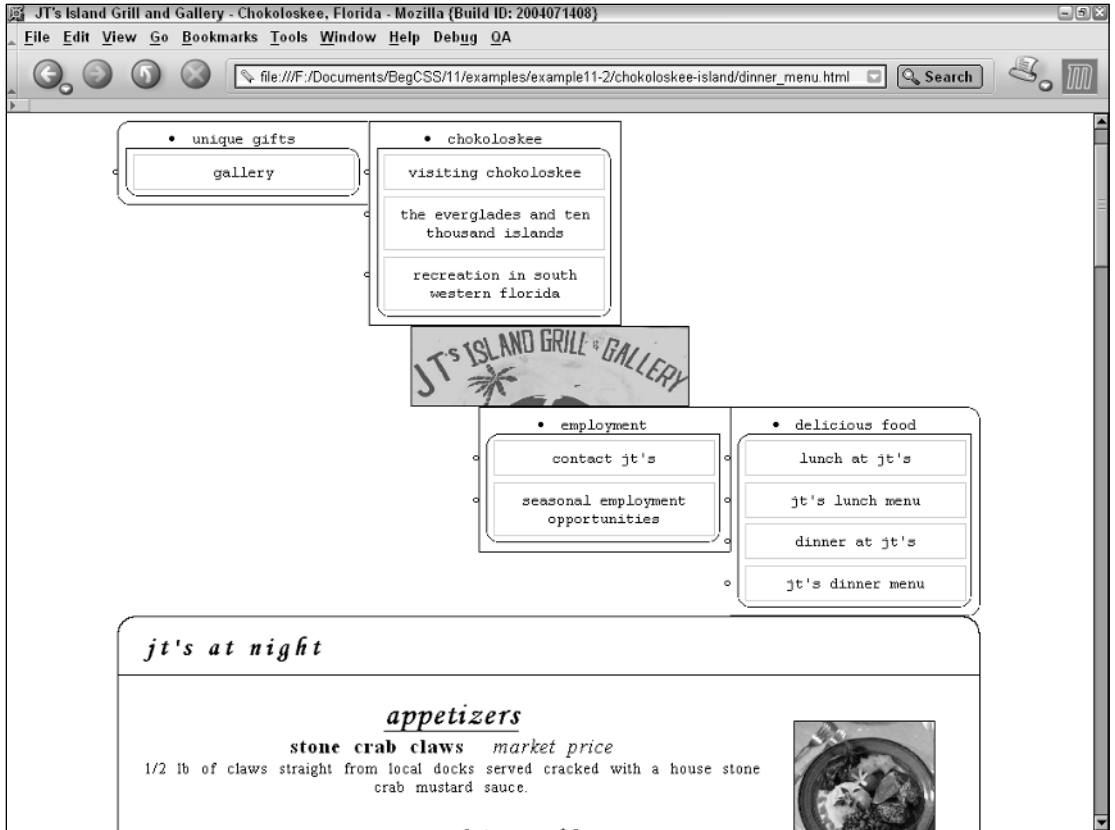 JT's Island Grill and Gallery - Chokoloskee, Florida - Mozilla {Build ID: 2004071408}
File Edit View Go Bookmarks Tools Window Help Debug QA
file:///F:/Documents/BegCSS/11/examples/example11-2/chokoloskee-island/dinner_menu.html Search
• unique gifts
gallery
• chokoloskee
visiting chokoloskee
the everglades and ten
thousand islands
recreation in south
western florida
JT's ISLAND GRILL & GALLERY
• employment
contact jt's
seasonal employment
opportunities
• delicious food
lunch at jt's
jt's lunch menu
dinner at jt's
jt's dinner menu
jt's at night
appetizers
stone crab claws market price
1/2 lb of claws straight from local docks served cracked with a house stone
crab mustard sauce.